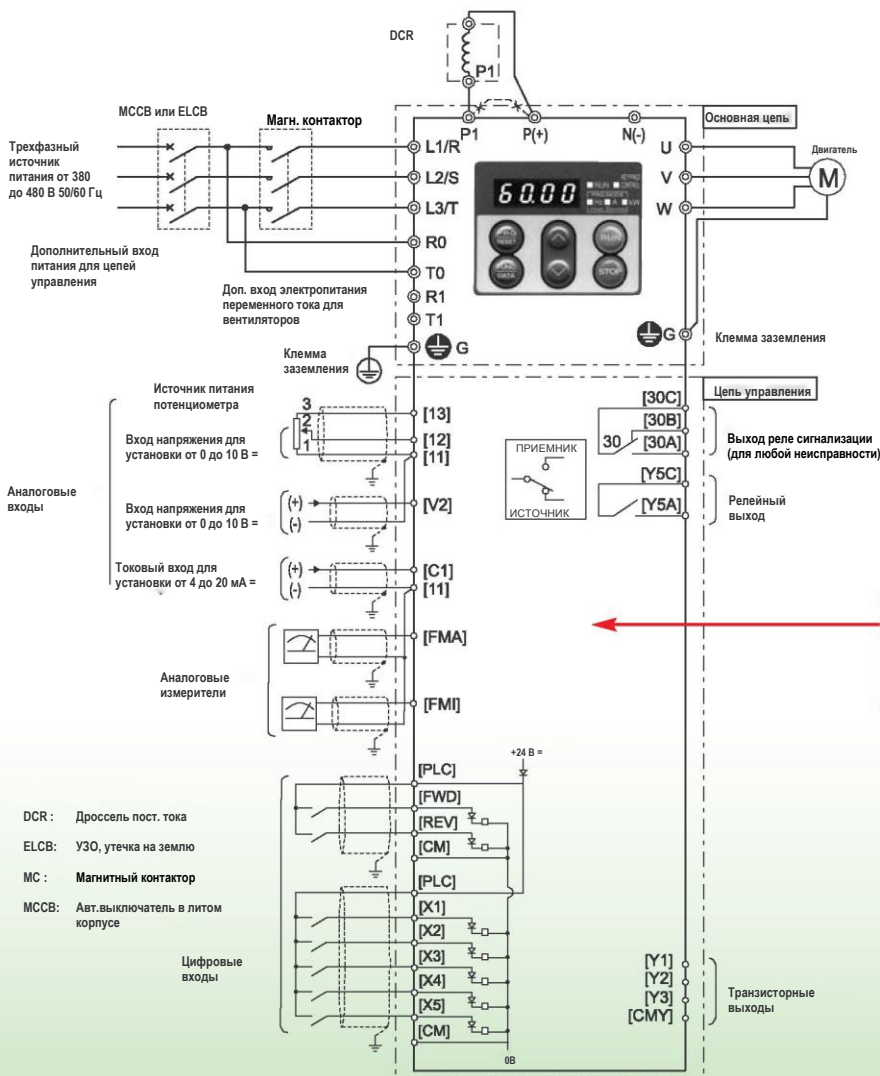 DCR
P1
МССВ или ELCB
Магн. контактор
P1
P(+)
N(-)
Основная цепь
Трехфазный
источник
питания от 380
до 480 В 50/60 Гц
L1/R
L2/S
L3/T
R0
T0
R1
T1
G
60.00
RUN
STOP
RESET
FUNC
DATA
U
V
W
Двигатель
M
G
Клемма заземления
Дополнительный вход
питания для цепей
управления
Доп. вход электропитания
переменного тока для
вентиляторов
Клемма
заземления
Цепь управления
Источник питания
потенциометра
3
2
1
Вход напряжения для
установки от 0 до 10 В =
[13]
[12]
[11]
Аналоговые
входы
Вход напряжения для
установки от 0 до 10 В =
(+)
(-)
[V2]
Токовый вход для
установки от 4 до 20 мА =
(+)
(-)
[C1]
[11]
Аналоговые
измерители
[FMA]
[FMI]
ПРИЕМНИК
ИСТОЧНИК
[30C]
[30B]
30
[30A]
Выход реле сигнализации
(для любой неисправности)
[Y5C]
[Y5A]
Релейный
выход
+24 В =
[PLC]
[FWD]
[REV]
[CM]
[PLC]
[X1]
[X2]
[X3]
[X4]
[X5]
[CM]
0В
Цифровые
входы
DCR : Дроссель пост. тока
ELCB: УЗО, утечка на землю
MC : Магнитный контактор
MCCB: Авт.выключатель в литом
корпусе
[Y1]
[Y2]
[Y3]
[CMY]
Транзисторные
выходы